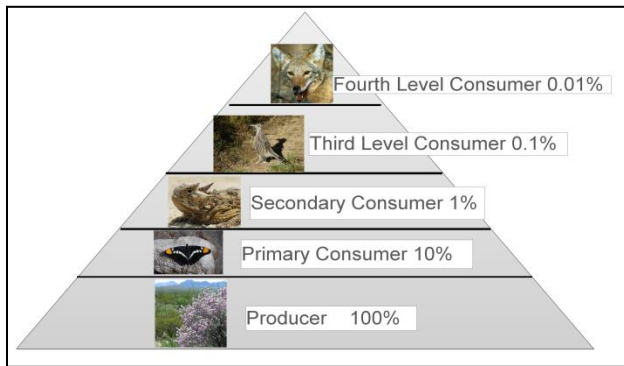 Fourth Level Consumer 0.01%
Third Level Consumer 0.1%
Secondary Consumer 1%
Primary Consumer 10%
Producer 100%